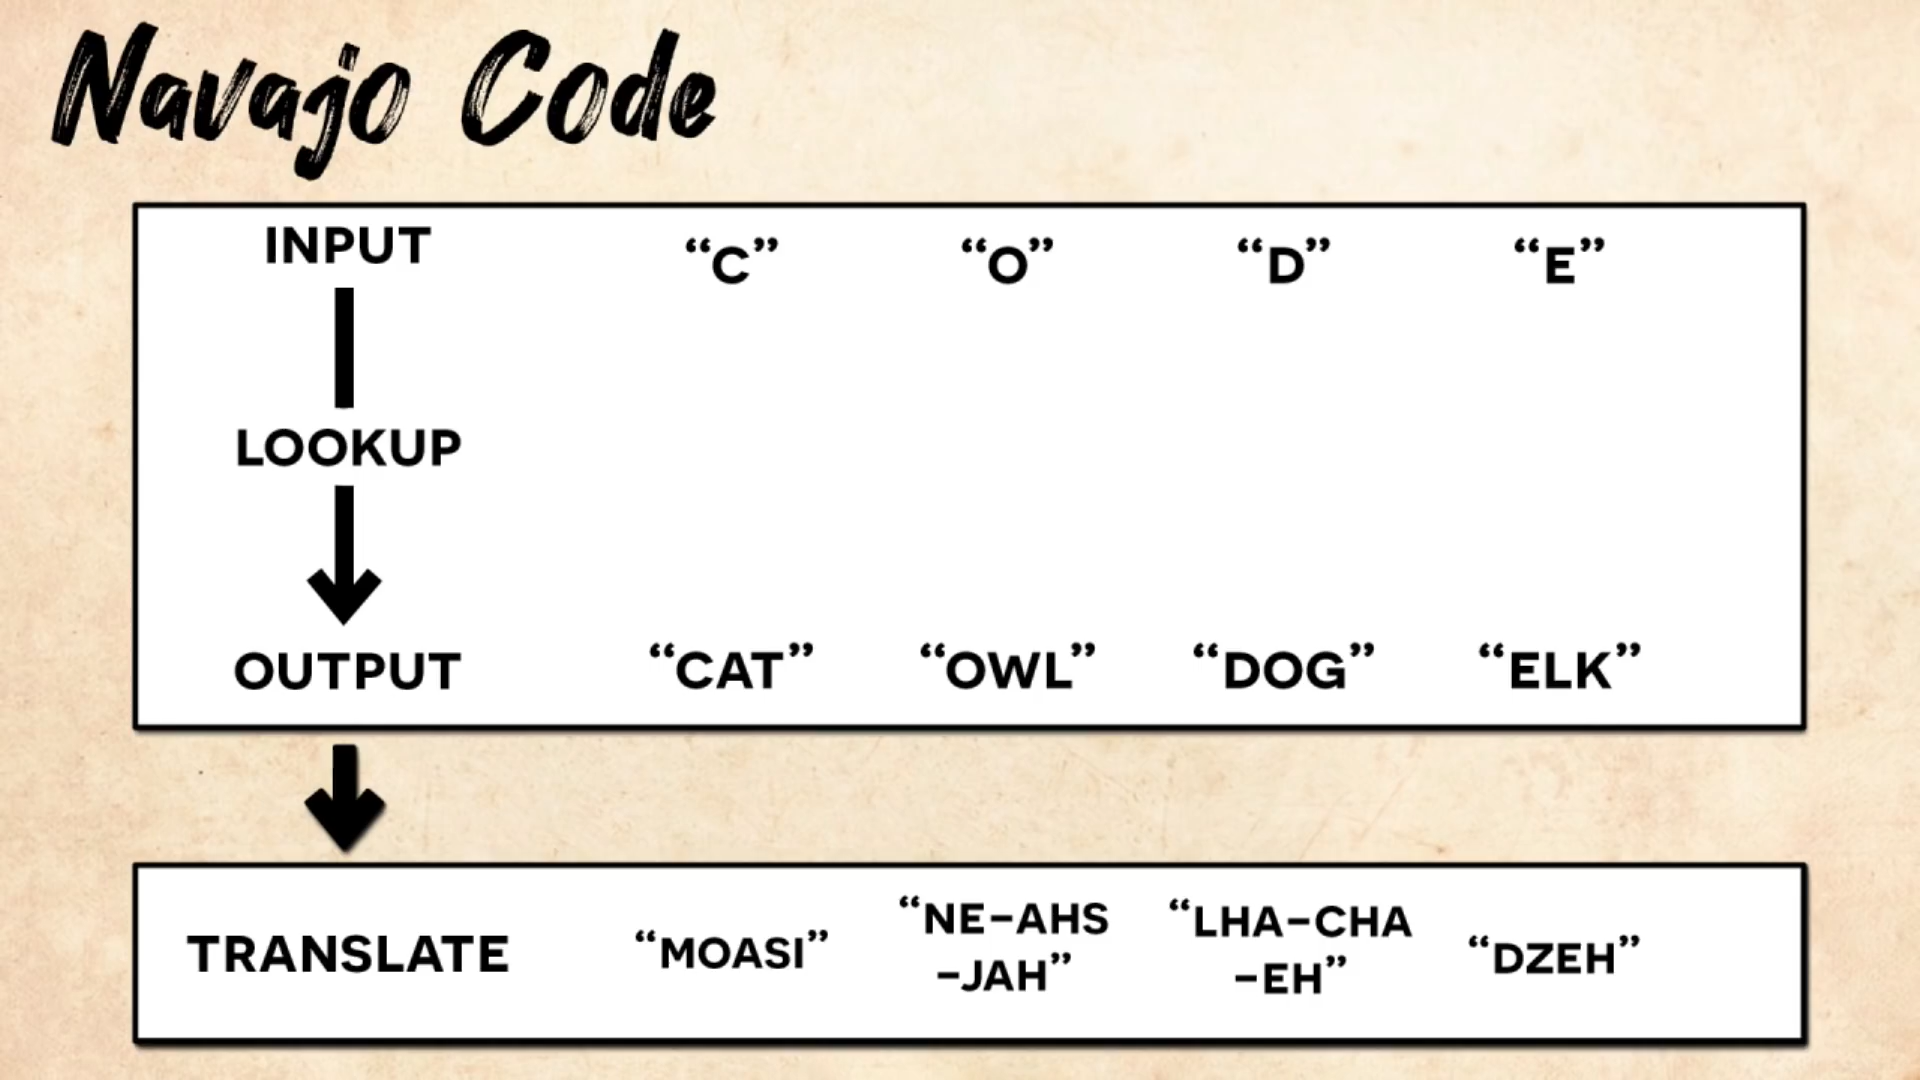 Navajo Code
INPUT “C” “O” “D” “E”
LOOKUP
OUTPUT “CAT” “OWL” “DOG” “ELK”
TRANSLATE “MOASI” “NE-AHS “LHA-CHA “DZEH”
-JAH” -EH”